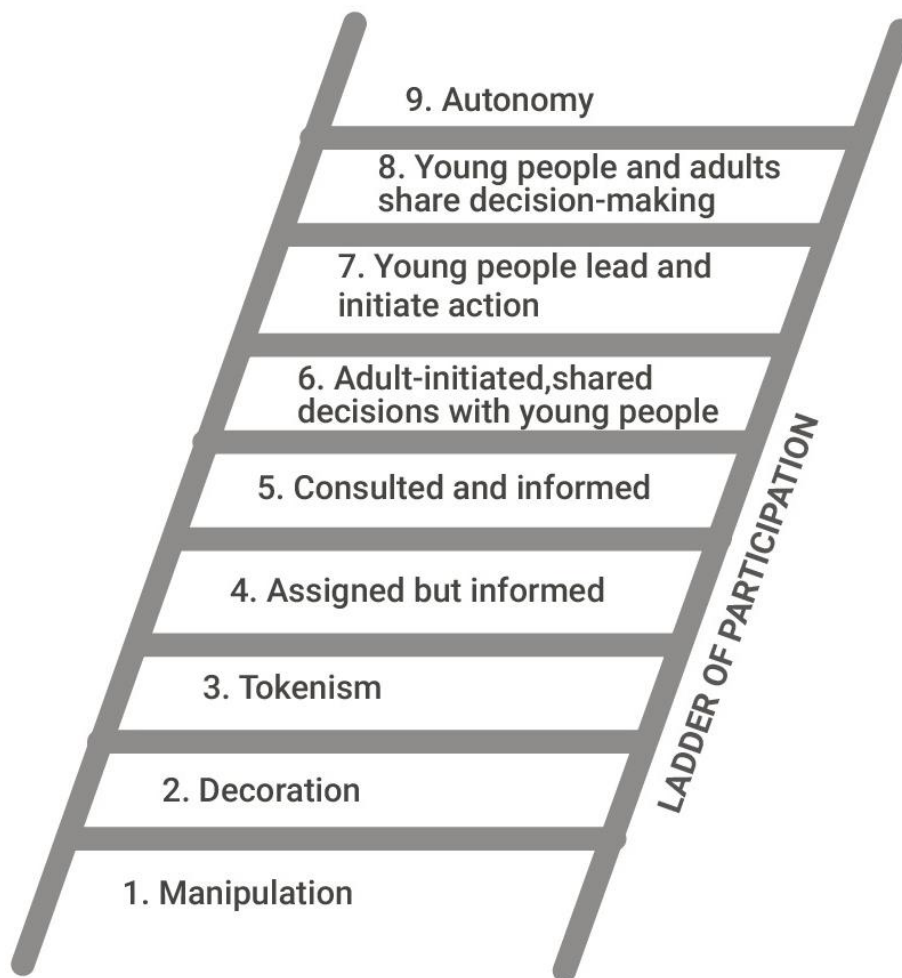 9. Autonomy
8. Young people and adults
share decision-making
7. Young people lead and
initiate action
6. Adult-initiated,shared
decisions with young people
5. Consulted and informed
4. Assigned but informed
3. Tokenism
2. Decoration
1. Manipulation
LADDER OF PARTICIPATION